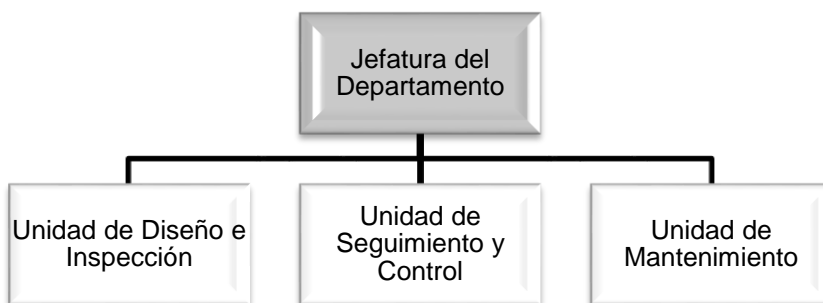 Jefatura del
Departamento
Unidad de Diseño e
Inspección
Unidad de
Seguimiento y
Control
Unidad de
Mantenimiento